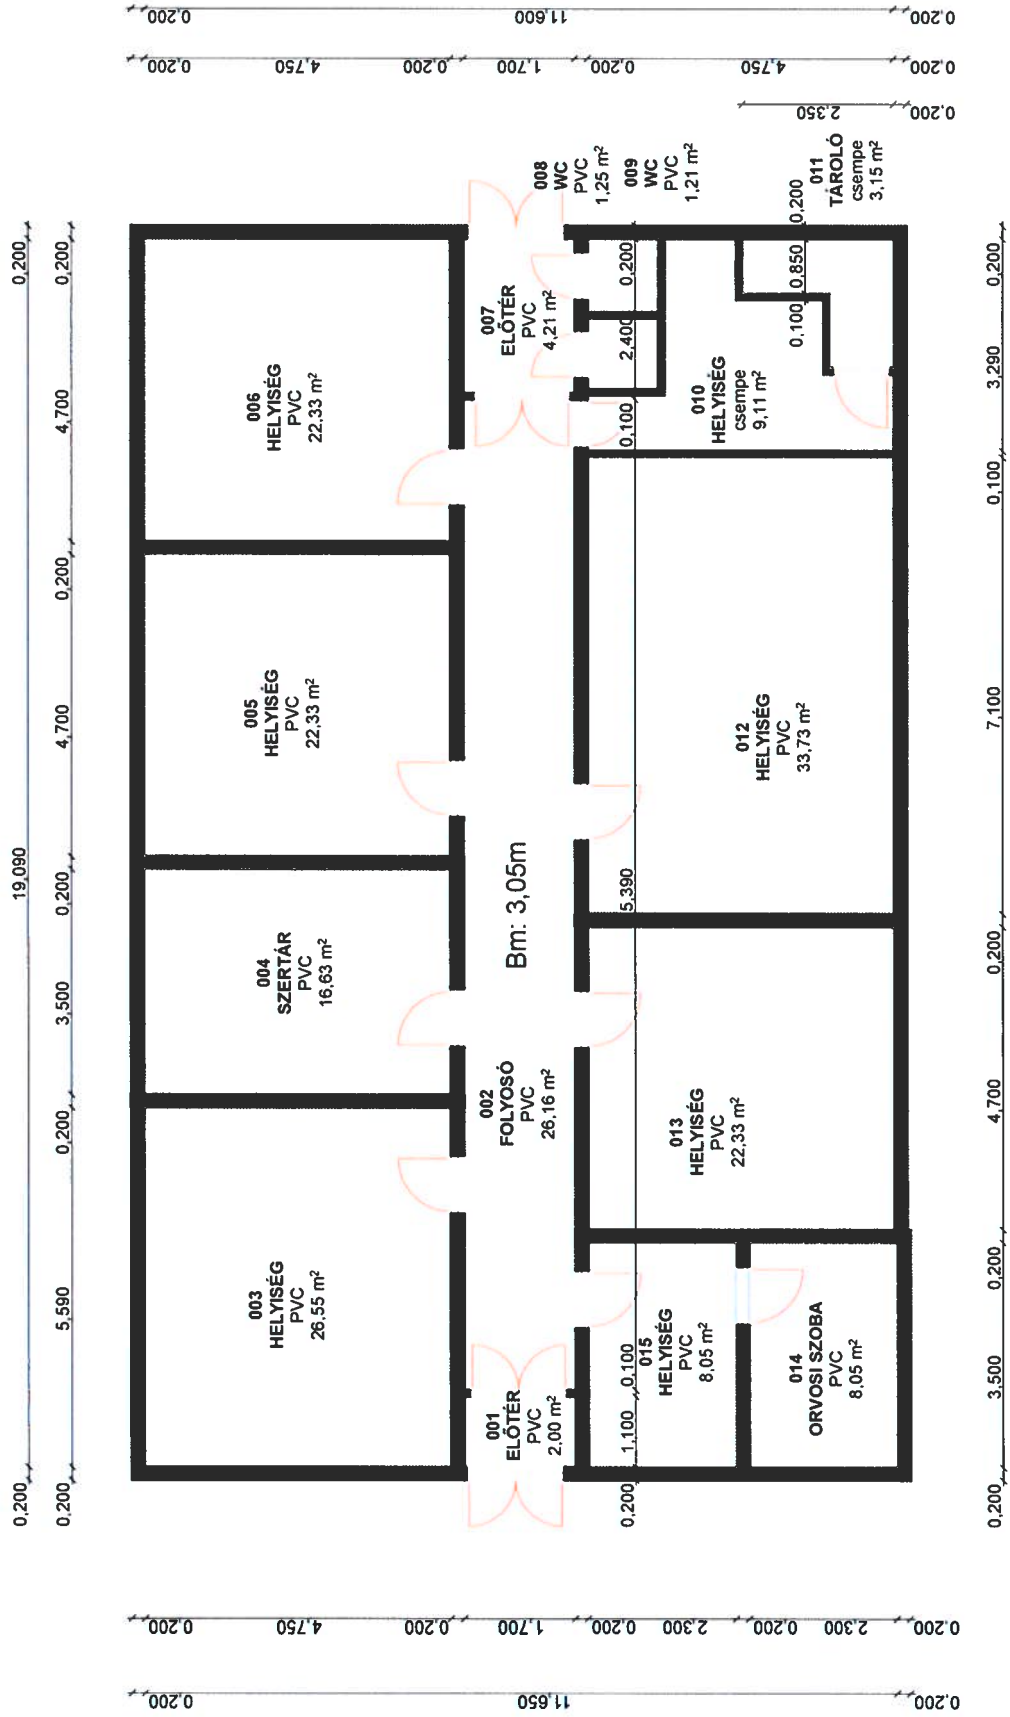 0,200
11,600
0,200
0,200
4,750
0,200
1,700
0,200
4,750
0,200
2,350
0,200
0,200
19,090
0,200
0,200
4,700
0,200
4,700
0,200
3,500
0,200
5,590
0,200
006
HELYISÉG
PVC
22,33 m²
005
HELYISÉG
PVC
22,33 m²
004
SZERTÁR
PVC
16,63 m²
003
HELYISÉG
PVC
26,55 m²
007
ELŐTÉR
PVC
4,21 m²
Bm: 3,05m
002
FOLYOSÓ
PVC
26,16 m²
001
ELŐTÉR
PVC
2,00 m²
008
WC
PVC
1,25 m²
009
WC
PVC
1,21 m²
011
TÁROLÓ
csempe
3,15 m²
0,200
2,400
0,100
5,390
0,100
1,100
0,200
0,200
0,850
0,100
010
HELYISÉG
csempe
9,11 m²
012
HELYISÉG
PVC
33,73 m²
013
HELYISÉG
PVC
22,33 m²
015
HELYISÉG
PVC
8,05 m²
014
ORVOSI SZOBA
PVC
8,05 m²
0,200
3,290
0,100
7,100
0,200
4,700
0,200
3,500
0,200
0,200
4,750
0,200
1,700
0,200
2,300
0,200
2,300
0,200
0,200
11,650
0,200